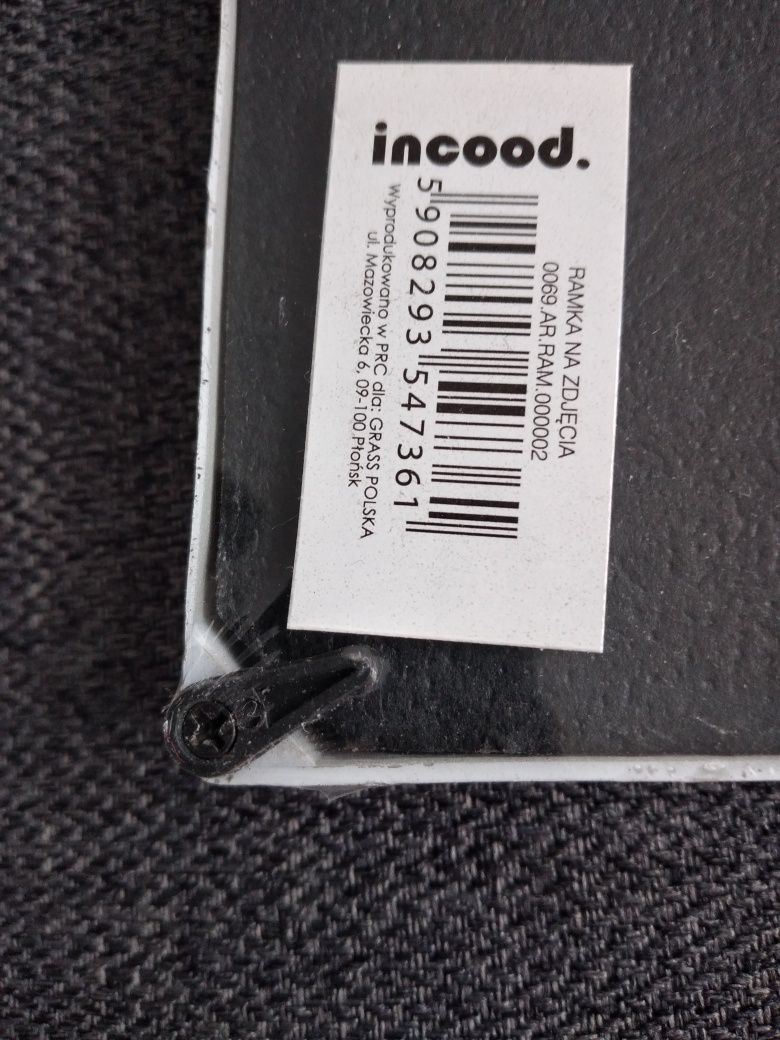 incood.
RAMKA NA ZDJĘCIA
0069.AR.RAM.000002
5 908293 547361
Wyprodukowano w PRC dla: GRASS POLSKA
ul. Mazowiecka 6, 09-100 Płońsk